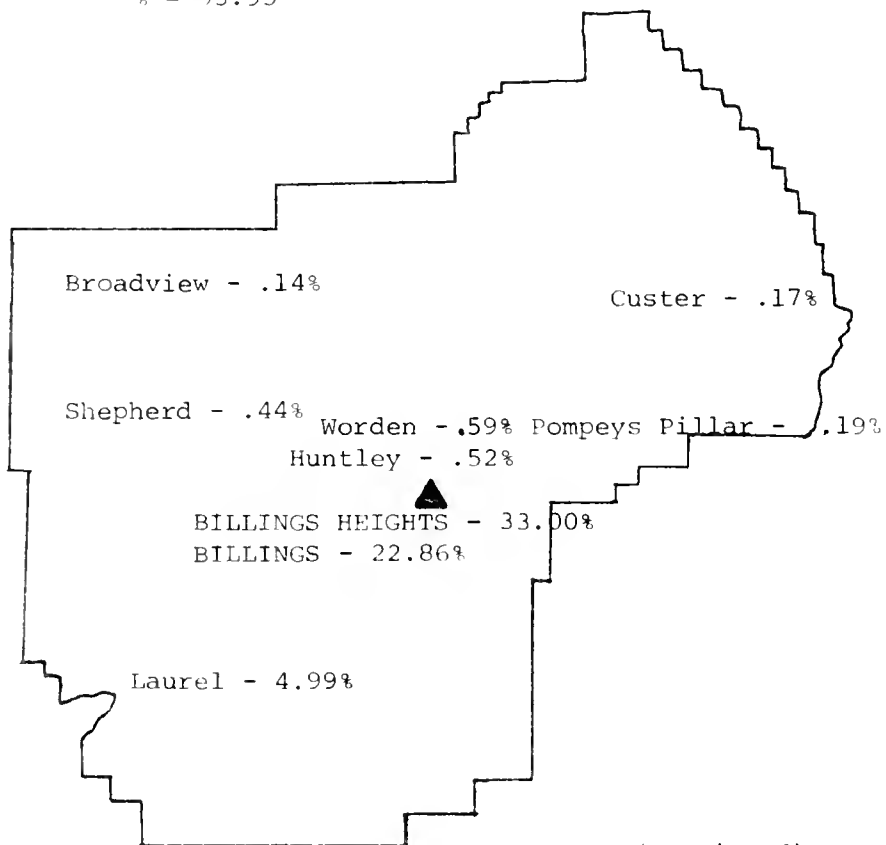 Broadview - .14%
Custer - .17%
Shepherd - .44%
Worden - .59% Pompeys Pillar - .19%
Huntley - .52%
BILLINGS HEIGHTS - 33.00%
BILLINGS - 22.86%
Laurel - 4.99%